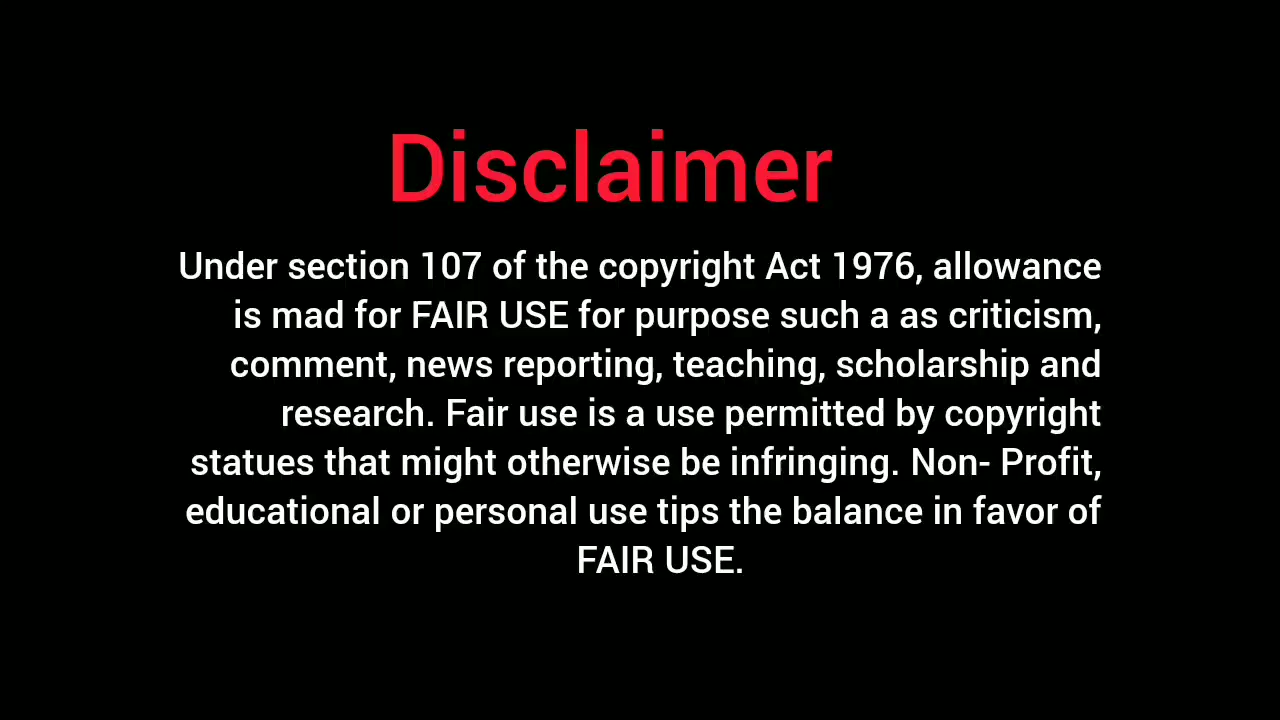 Disclaimer
Under section 107 of the copyright Act 1976, allowance
is mad for FAIR USE for purpose such a as criticism,
comment, news reporting, teaching, scholarship and
research. Fair use is a use permitted by copyright
statues that might otherwise be infringing. Non- Profit,
educational or personal use tips the balance in favor of
FAIR USE.